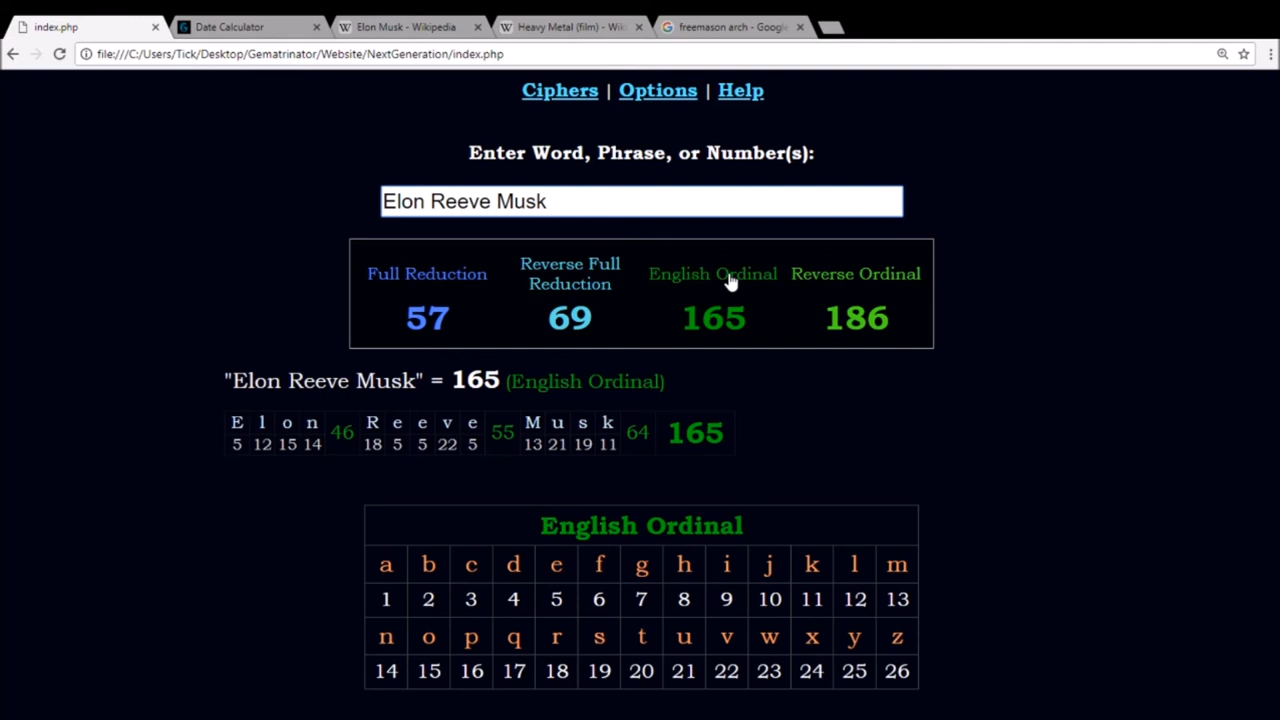 index.php
Date Calculator
Elon Musk - Wikipedia
Heavy Metal (film) - Wiki
freemason arch - Google
file:///C:/Users/Tick/Desktop/Gematrinator/Website/NextGeneration/index.php
Ciphers | Options | Help
Enter Word, Phrase, or Number(s):
Elon Reeve Musk
Full Reduction
Reverse Full
Reduction
English Ordinal
Reverse Ordinal
57 69 165 186
"Elon Reeve Musk" = 165 (English Ordinal)
E l o n 46 R e e v e 55 M u s k 64 165
5 12 15 14 18 5 5 22 5 13 21 19 11
English Ordinal
a b c d e f g h i j k l m
1 2 3 4 5 6 7 8 9 10 11 12 13
n o p q r s t u v w x y z
14 15 16 17 18 19 20 21 22 23 24 25 26